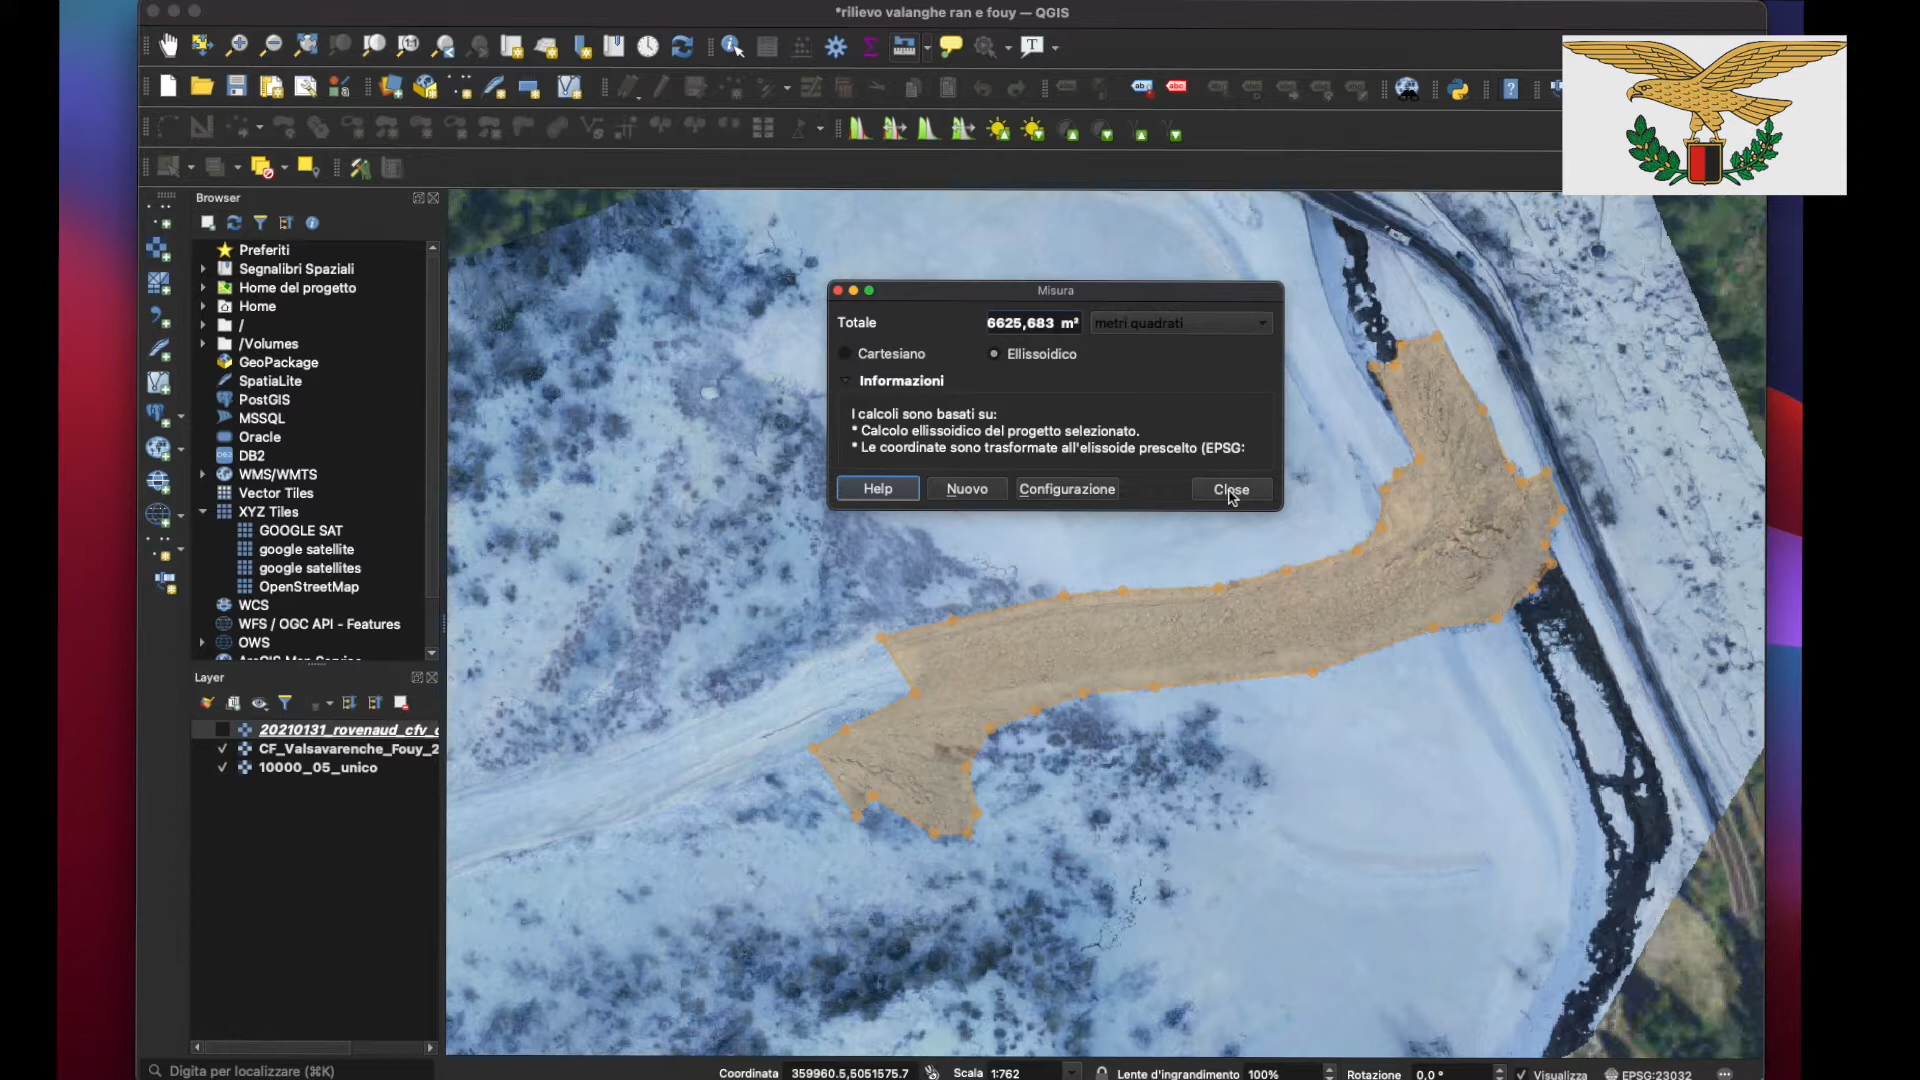 *rilievo valanghe ran e fouy — QGIS
Browser
Preferiti
Segnalibri Spaziali
Home del progetto
Home
/
/Volumes
GeoPackage
SpatiaLite
PostGIS
MSSQL
Oracle
DB2
WMS/WMTS
Vector Tiles
XYZ Tiles
GOOGLE SAT
google satellite
google satellites
OpenStreetMap
WCS
WFS / OGC API - Features
OWS
Layer
20210131_rovenaud_cfv_
CF_Valsavarenche_Fouy_2
10000_05_unico
Misura
Totale
6625,683 m²
metri quadrati
Cartesiano
Ellissoidico
Informazioni
I calcoli sono basati su:
* Calcolo ellissoidico del progetto selezionato.
* Le coordinate sono trasformate all'elissoide prescelto (EPSG:
Help
Nuovo
Configurazione
Close
Digita per localizzare (⌘K)
Coordinata 359960.5,5051575.7
Scala 1:762
Lente d'ingrandimento 100%
Rotazione 0,0 °
Visualizza
EPSG:23032